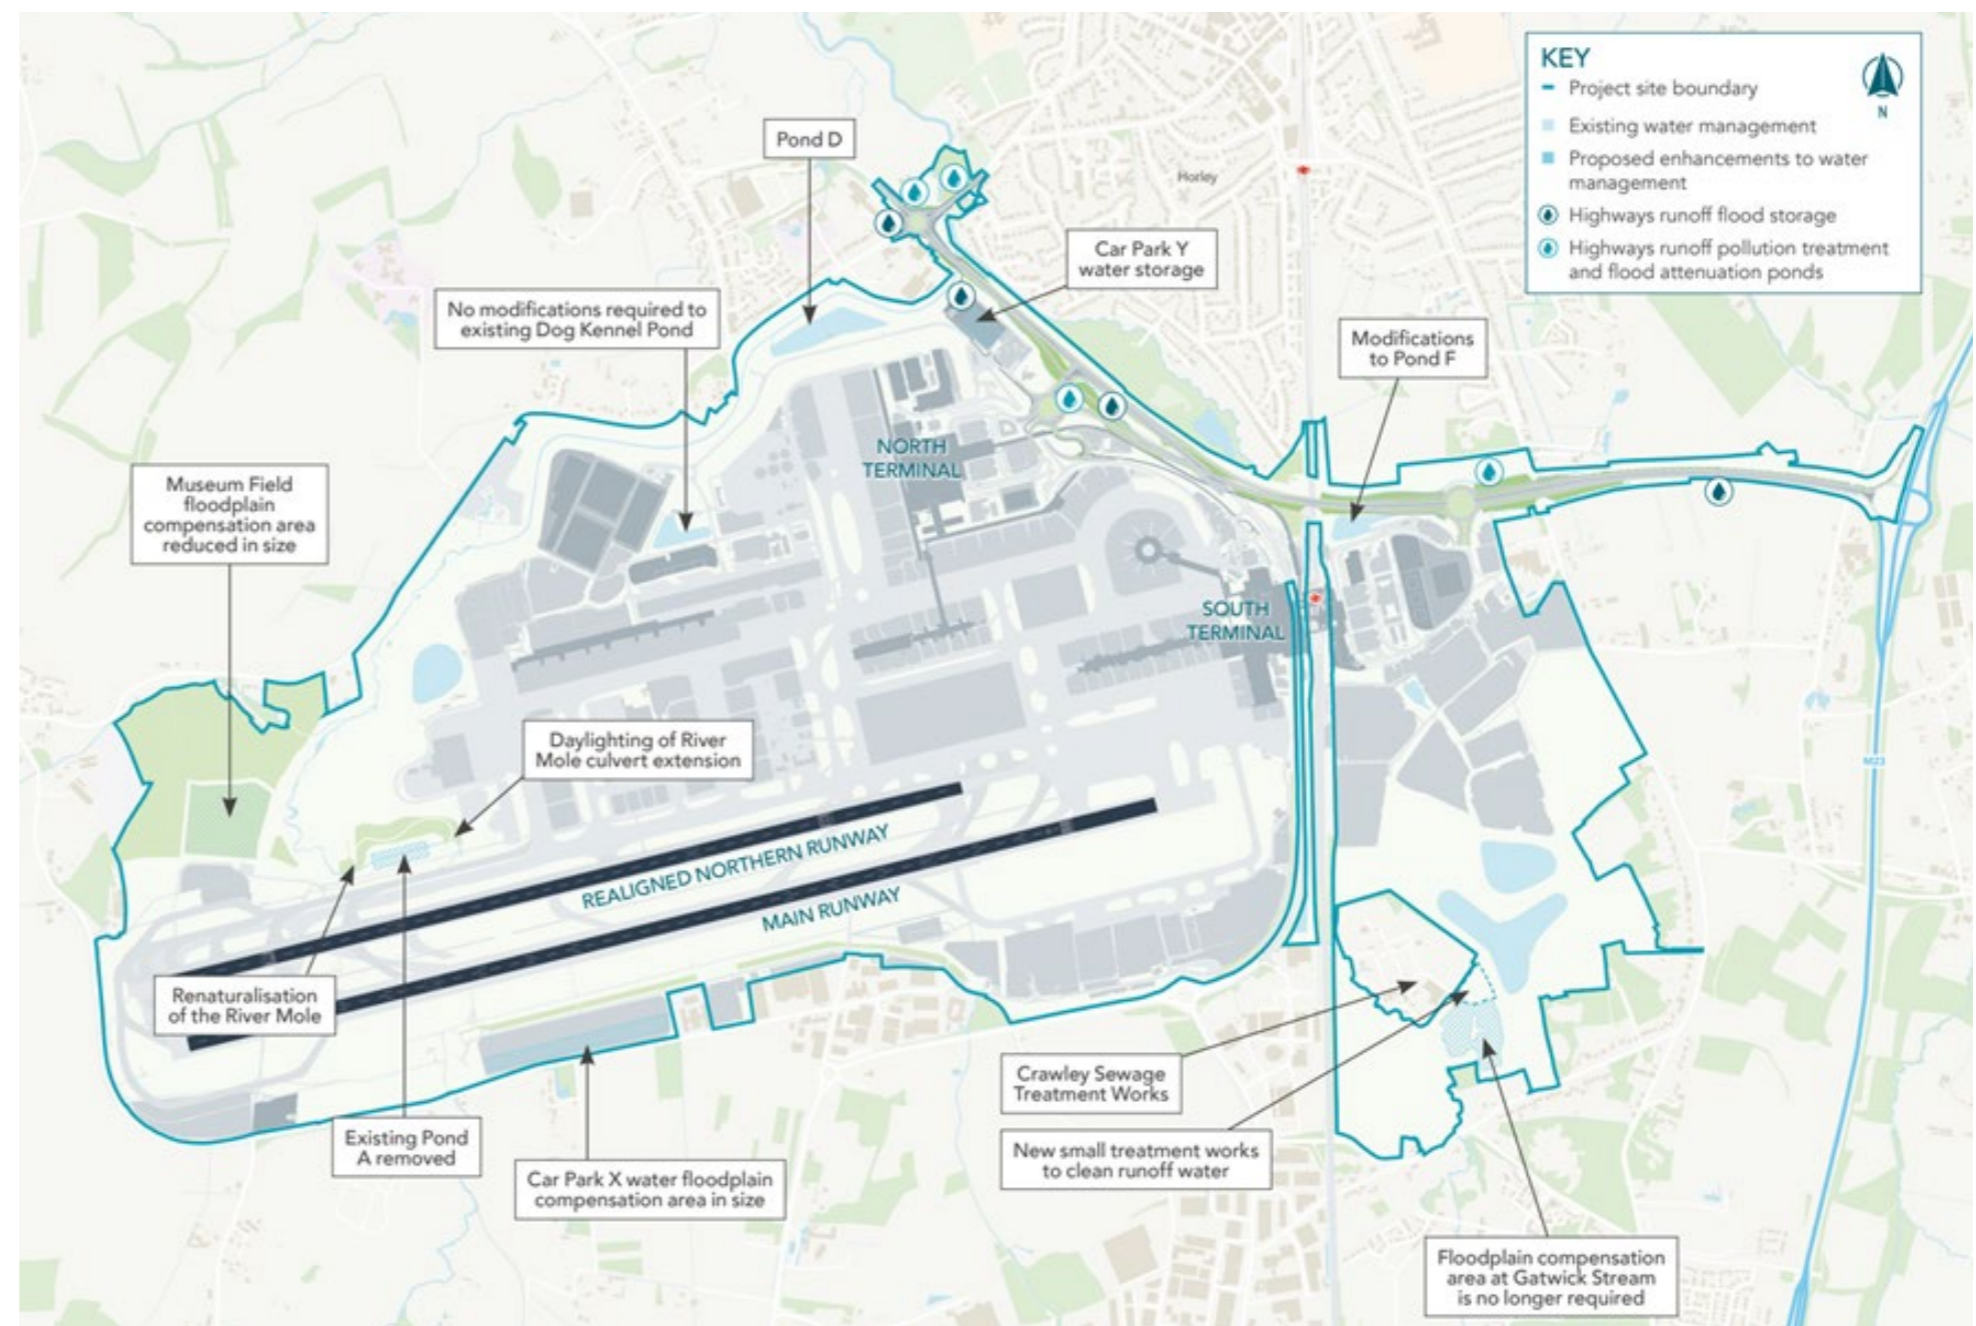 KEY
N
Project site boundary
Existing water management
Proposed enhancements to water
management
Highways runoff flood storage
Highways runoff pollution treatment
and flood attenuation ponds
Pond D
Horley
Car Park Y
water storage
No modifications required to
existing Dog Kennel Pond
Modifications
to Pond F
NORTH
TERMINAL
Museum Field
floodplain
compensation area
reduced in size
SOUTH
TERMINAL
Daylighting of River
Mole culvert extension
M23
REALIGNED NORTHERN RUNWAY
MAIN RUNWAY
Renaturalisation
of the River Mole
Crawley Sewage
Treatment Works
Existing Pond
A removed
New small treatment works
to clean runoff water
Car Park X water floodplain
compensation area in size
Floodplain compensation
area at Gatwick Stream
is no longer required